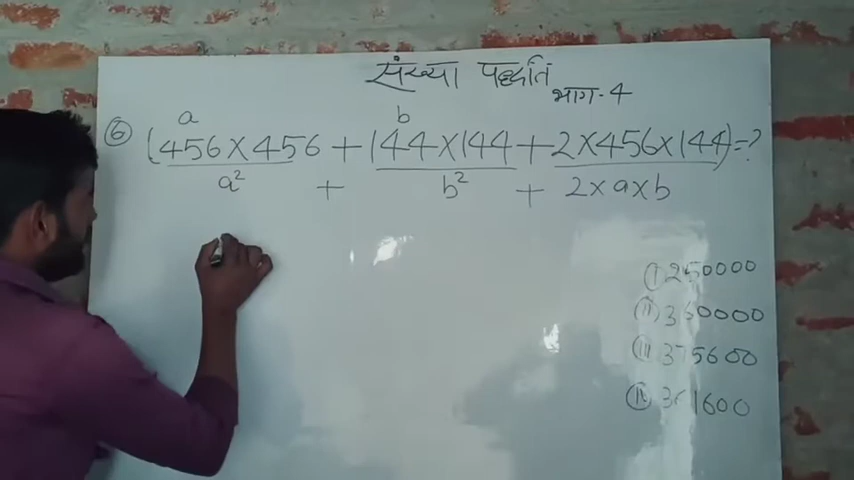 संख्या पद्धति
भाग-4
a b
⑥ (456×456 + 144×144+2×456×144)=?
a² + b² + 2×a×b
Ⓘ 250000
ⓘⓘ 360000
ⓘⓘⓘ 375600
ⓘⓥ 361600